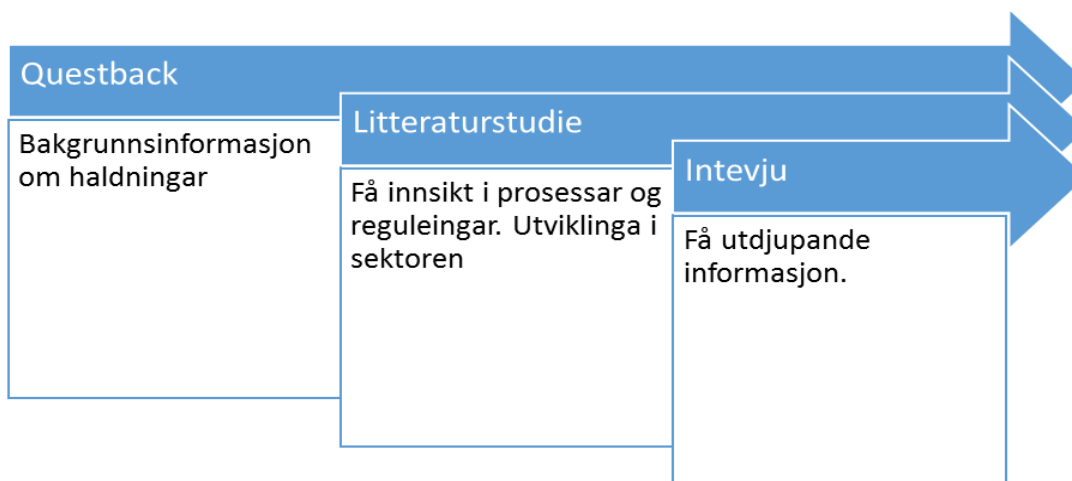 Questback
Bakgrunnsinformasjon
om haldningar
Litteraturstudie
Få innsikt i prosessar og
reguleingar. Utviklinga i
sektoren
Intevju
Få utdjupande
informasjon.